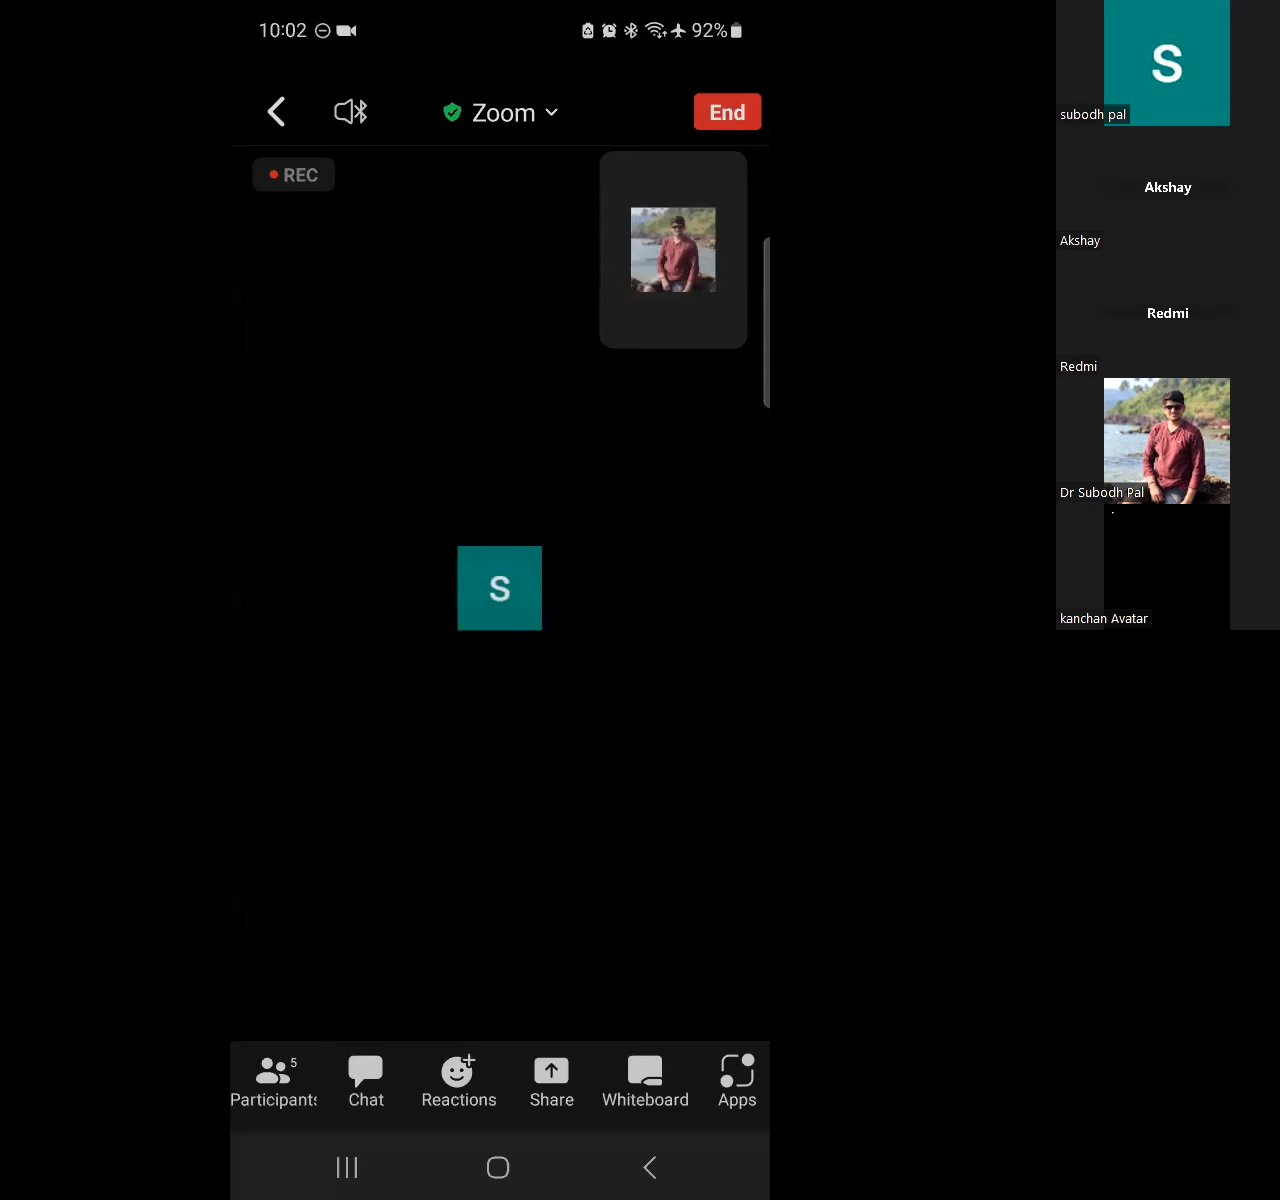 10:02
92%
Zoom
End
REC
S
5
Participants
Chat
Reactions
Share
Whiteboard
Apps
S
subodh pal
Akshay
Akshay
Redmi
Redmi
Dr Subodh Pal
kanchan Avatar